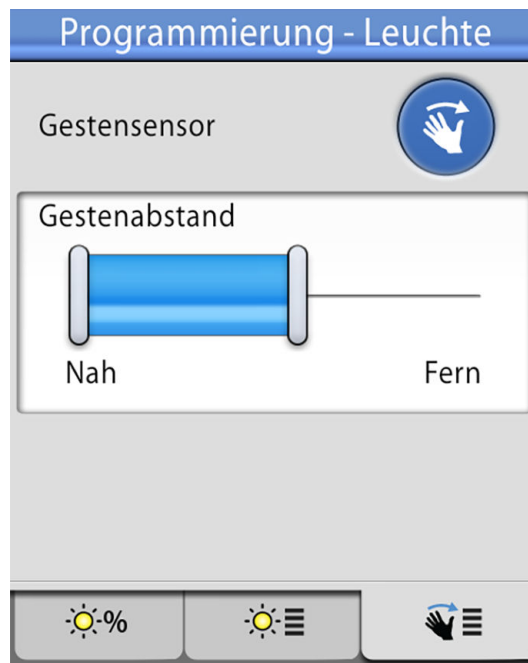 Programmierung - Leuchte
Gestensensor
Gestenabstand
Nah Fern
%